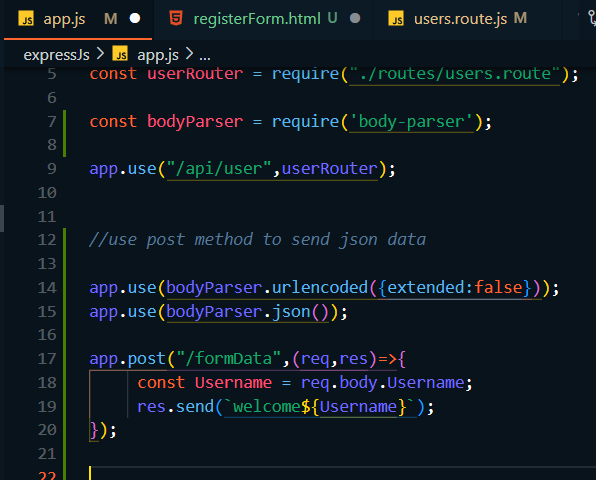 app.js M
registerForm.html U
users.route.js M
expressJs > app.js > ...
5 const userRouter = require("./routes/users.route");
6
7 const bodyParser = require('body-parser');
8
9 app.use("/api/user",userRouter);
10
11
12 //use post method to send json data
13
14 app.use(bodyParser.urlencoded({extended:false}));
15 app.use(bodyParser.json());
16
17 app.post("/formData",(req,res)=>{
18 const Username = req.body.Username;
19 res.send(`welcome${Username}`);
20 });
21
22